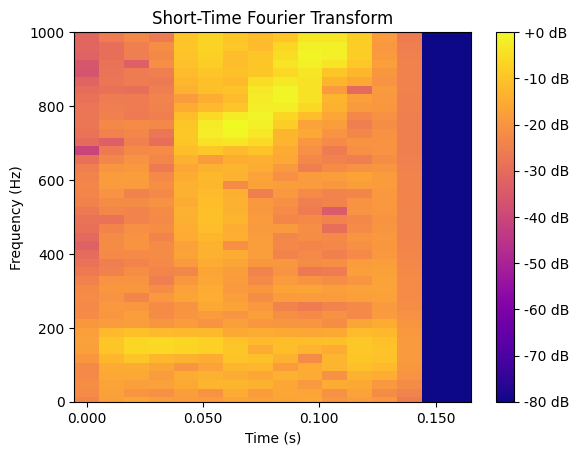 Short-Time Fourier Transform
1000
800
600
400
200
0
Frequency (Hz)
0.000
0.050
0.100
0.150
Time (s)
+0 dB
-10 dB
-20 dB
-30 dB
-40 dB
-50 dB
-60 dB
-70 dB
-80 dB